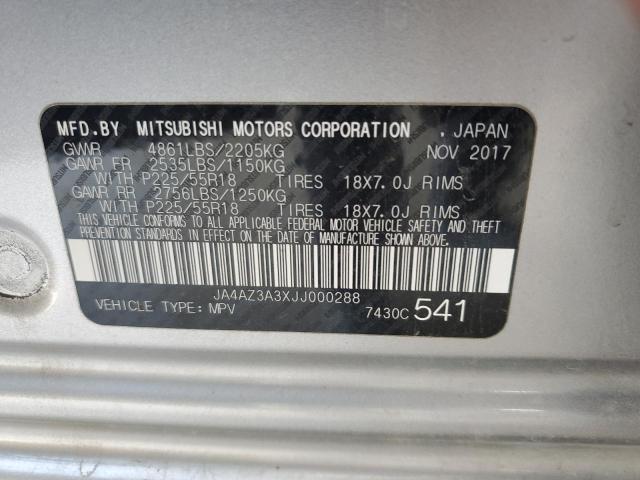 MFD.BY MITSUBISHI MOTORS CORPORATION . JAPAN
GVWR 4861LBS/2205KG NOV 2017
GAWR FR 2535LBS/1150KG
WITH P225/55R18 TIRES 18X7.0J RIMS
GAWR RR 2756LBS/1250KG
WITH P225/55R18 TIRES 18X7.0J RIMS
THIS VEHICLE CONFORMS TO ALL APPLICABLE FEDERAL MOTOR VEHICLE SAFETY AND THEFT
PREVENTION STANDARDS IN EFFECT ON THE DATE OF MANUFACTURE SHOWN ABOVE.
JA4AZ3A3XJJ000288
VEHICLE TYPE: MPV 7430C 541